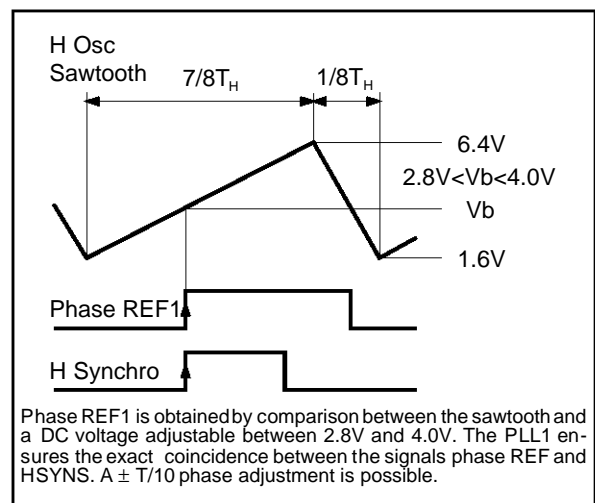 H Osc
Sawtooth
7/8T_H
1/8T_H
6.4V
2.8V<Vb<4.0V
Vb
1.6V
Phase REF1
H Synchro
Phase REF1 is obtained by comparison between the sawtooth and
a DC voltage adjustable between 2.8V and 4.0V. The PLL1 en-
sures the exact coincidence between the signals phase REF and
HSYNS. A ± T/10 phase adjustment is possible.